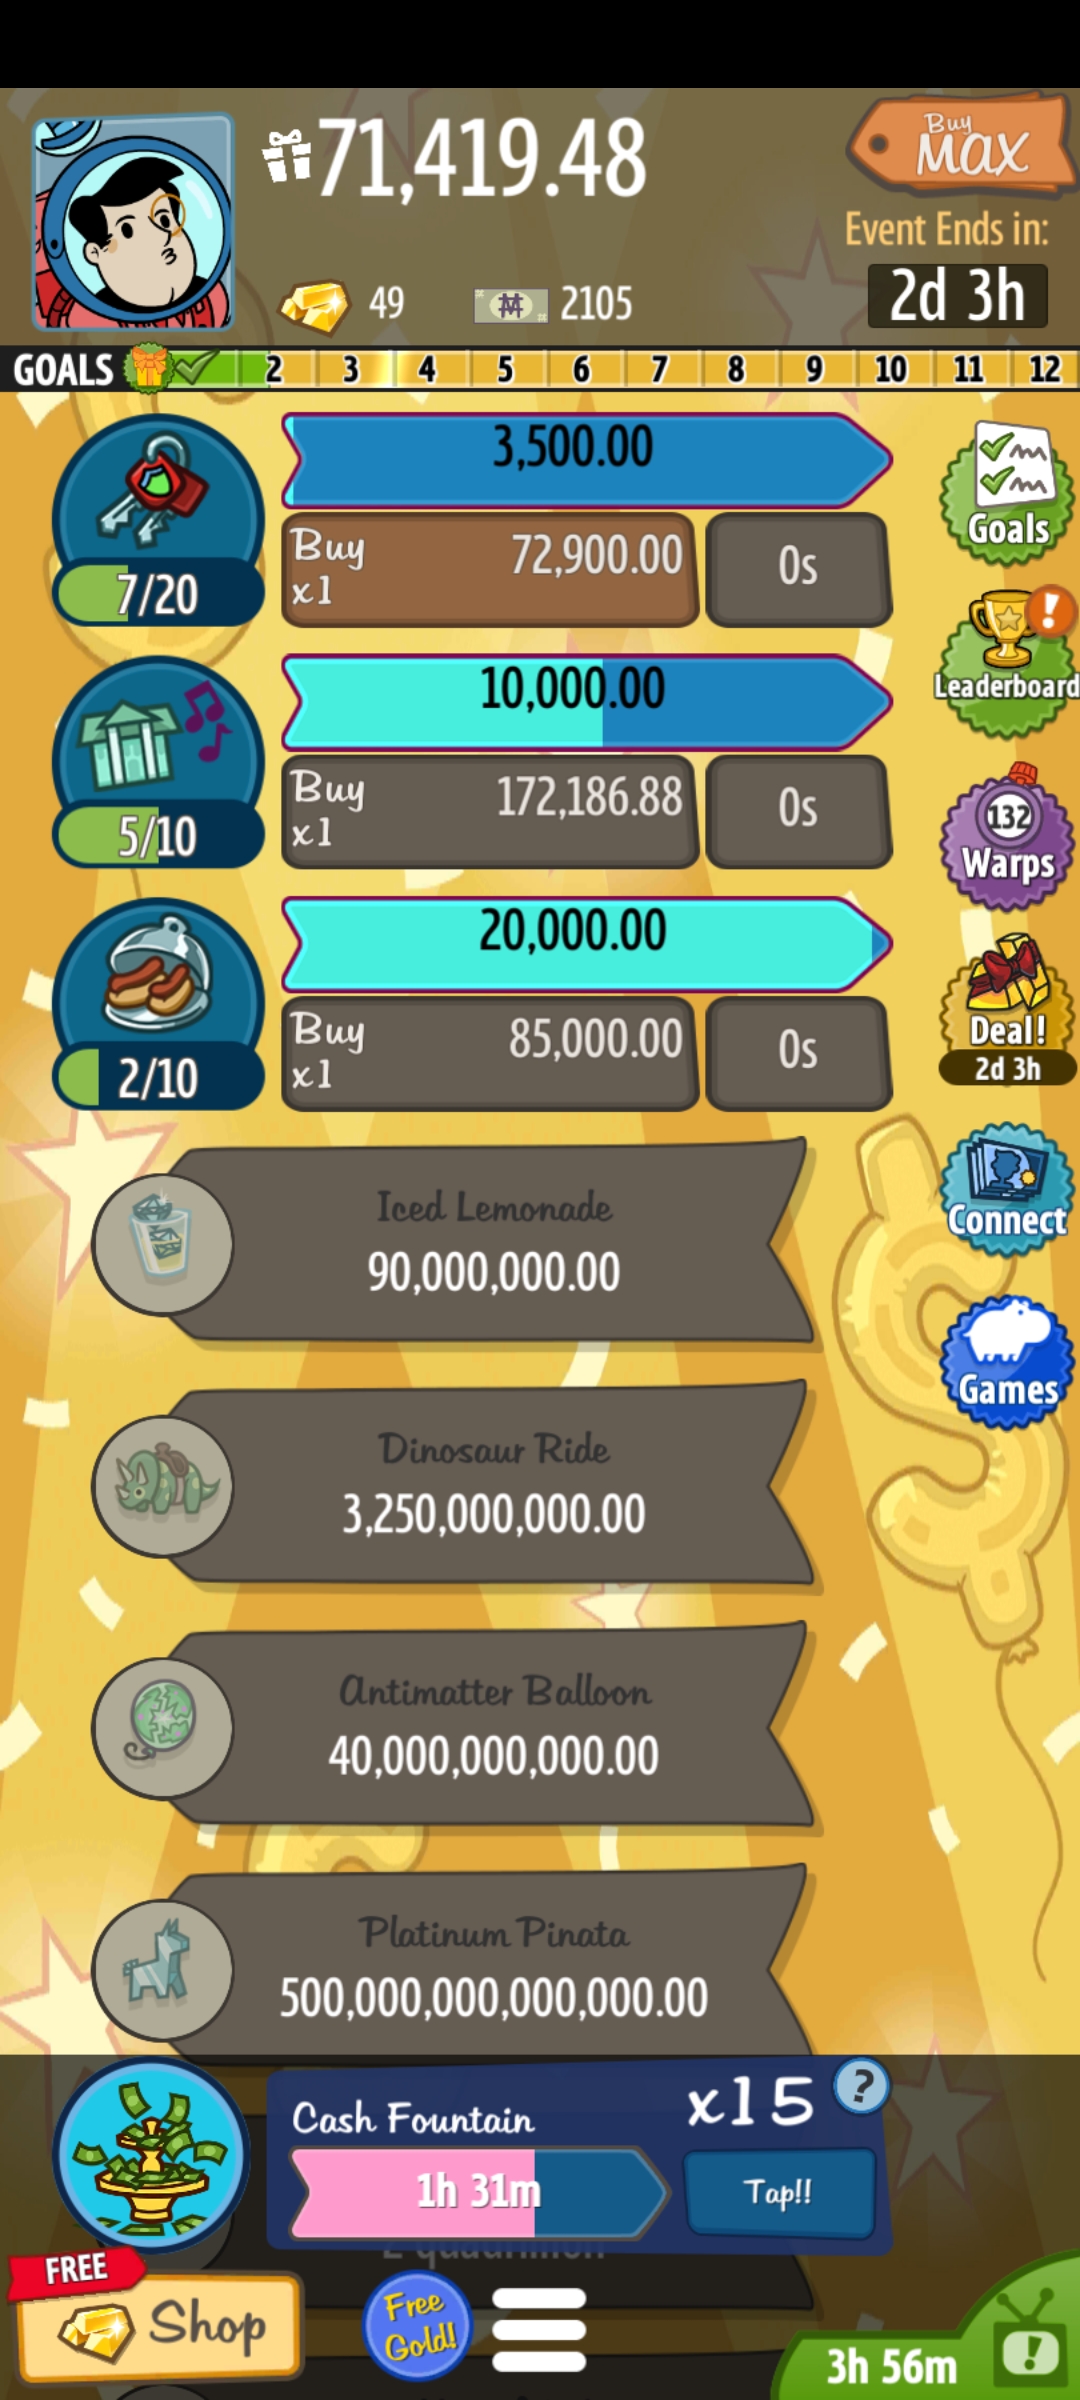 71,419.48
Buy
MAX
Event Ends in:
49
2105
2d 3h
GOALS 2 3 4 5 6 7 8 9 10 11 12
3,500.00
Buy
x1
72,900.00
0s
7/20
Goals
Leaderboard
10,000.00
Buy
x1
172,186.88
0s
5/10
132
Warps
20,000.00
Buy
x1
85,000.00
0s
2/10
Deal!
2d 3h
Iced Lemonade
90,000,000.00
Connect
Games
Dinosaur Ride
3,250,000,000.00
Antimatter Balloon
40,000,000,000.00
Platinum Pinata
500,000,000,000,000.00
Cash Fountain
x15
?
1h 31m
Tap!!
FREE
Shop
Free
Gold!
3h 56m